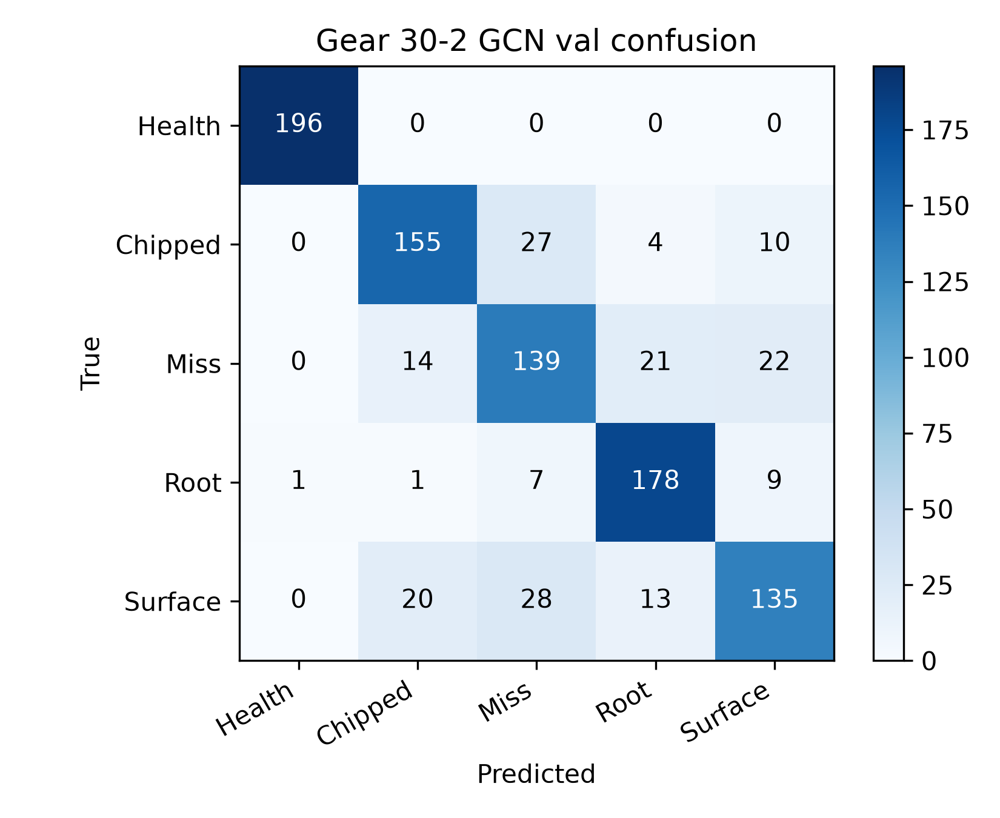 Gear 30-2 GCN val confusion
Health 196 0 0 0 0
Chipped 0 155 27 4 10
Miss 0 14 139 21 22
Root 1 1 7 178 9
Surface 0 20 28 13 135
True
Health Chipped Miss Root Surface
Predicted
175
150
125
100
75
50
25
0